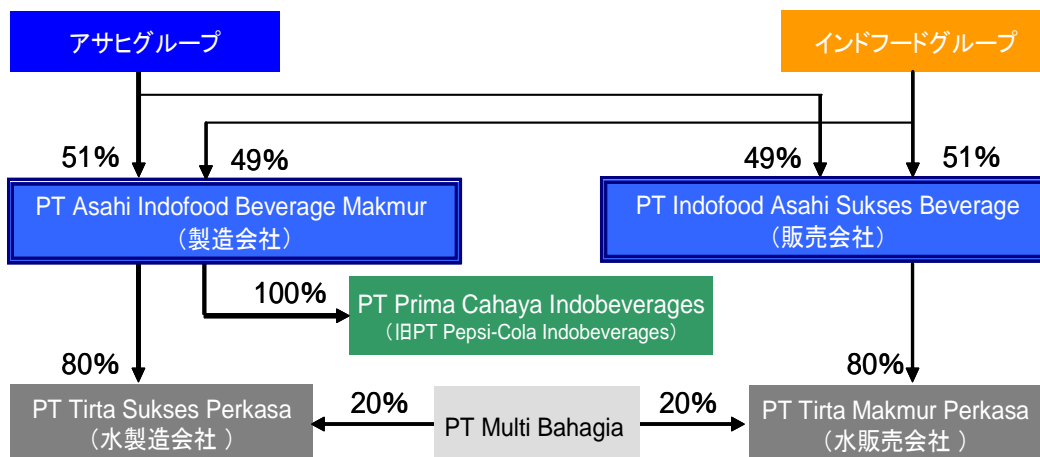 アサヒグループ
インドフードグループ
51%
49%
49%
51%
PT Asahi Indofood Beverage Makmur
（製造会社）
PT Indofood Asahi Sukses Beverage
（販売会社）
100%
PT Prima Cahaya Indobeverages
（旧PT Pepsi-Cola Indobeverages）
80%
80%
PT Tirta Sukses Perkasa
（水製造会社 ）
20%
PT Multi Bahagia
20%
PT Tirta Makmur Perkasa
（水販売会社 ）